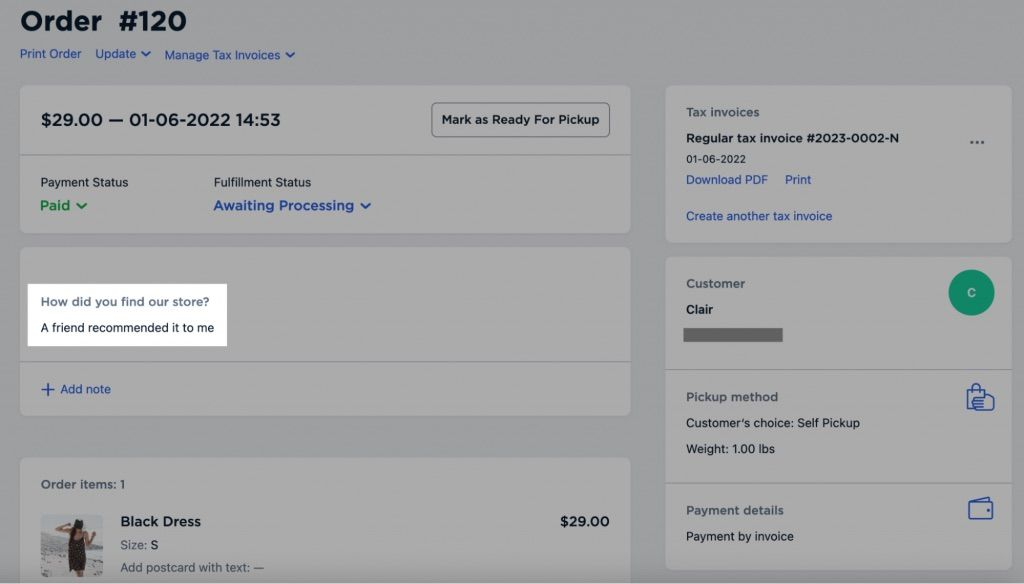 Order #120
Print Order Update Manage Tax Invoices
$29.00 — 01-06-2022 14:53
Mark as Ready For Pickup
Payment Status
Paid
Fulfillment Status
Awaiting Processing
How did you find our store?
A friend recommended it to me
+ Add note
Order items: 1
Black Dress
$29.00
Size: S
Add postcard with text: —
Tax invoices
Regular tax invoice #2023-0002-N
01-06-2022
Download PDF Print
Create another tax invoice
Customer
C
Clair
Pickup method
Customer's choice: Self Pickup
Weight: 1.00 lbs
Payment details
Payment by invoice